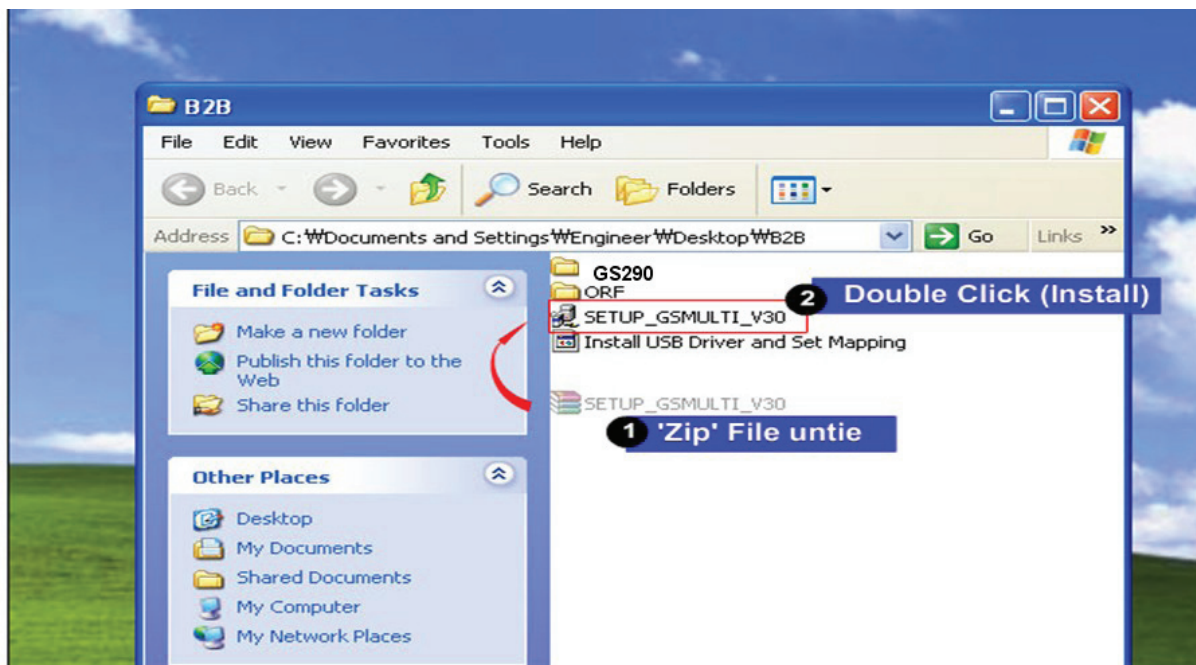 B2B
File Edit View Favorites Tools Help
Back Search Folders
Address C:₩Documents and Settings₩Engineer₩Desktop₩B2B Go Links »
File and Folder Tasks
Make a new folder
Publish this folder to the
Web
Share this folder
Other Places
Desktop
My Documents
Shared Documents
My Computer
My Network Places
GS290
ORF
SETUP_GSMULTI_V30
2 Double Click (Install)
Install USB Driver and Set Mapping
SETUP_GSMULTI_V30
1 'Zip' File untie